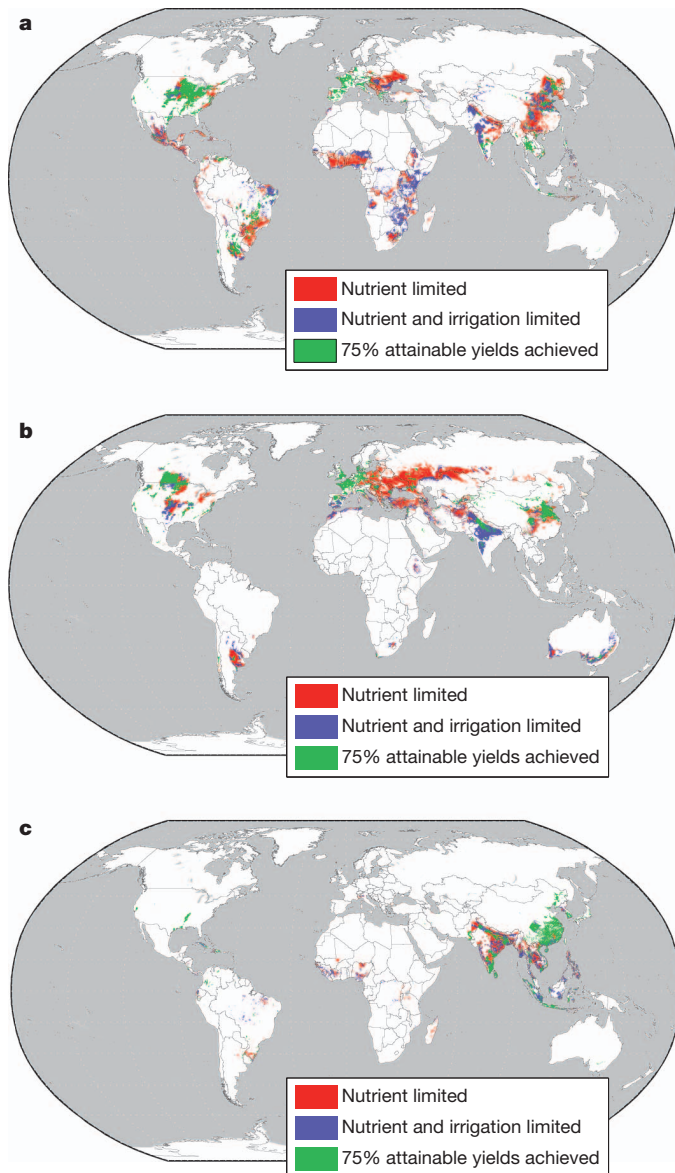 a
Nutrient limited
Nutrient and irrigation limited
75% attainable yields achieved
b
Nutrient limited
Nutrient and irrigation limited
75% attainable yields achieved
c
Nutrient limited
Nutrient and irrigation limited
75% attainable yields achieved